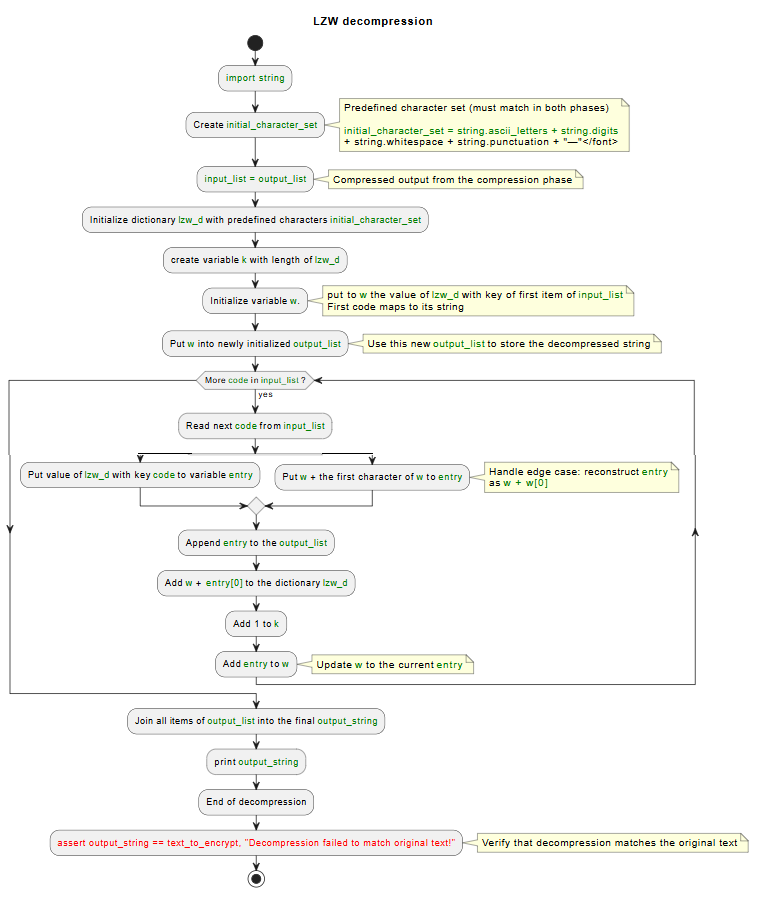 LZW decompression
import string
Create initial_character_set
Predefined character set (must match in both phases)
initial_character_set = string.ascii_letters + string.digits
+ string.whitespace + string.punctuation + "—"</font>
input_list = output_list
Compressed output from the compression phase
Initialize dictionary lzw_d with predefined characters initial_character_set
create variable k with length of lzw_d
Initialize variable w.
put to w the value of lzw_d with key of first item of input_list
First code maps to its string
Put w into newly initialized output_list
Use this new output_list to store the decompressed string
More code in input_list ?
yes
Read next code from input_list
Put value of lzw_d with key code to variable entry
Put w + the first character of w to entry
Handle edge case: reconstruct entry
as w + w[0]
Append entry to the output_list
Add w + entry[0] to the dictionary lzw_d
Add 1 to k
Add entry to w
Update w to the current entry
Join all items of output_list into the final output_string
print output_string
End of decompression
assert output_string == text_to_encrypt, "Decompression failed to match original text!"
Verify that decompression matches the original text